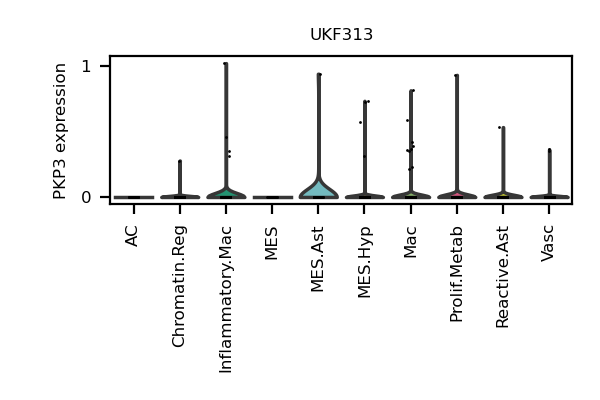 UKF313
PKP3 expression
1
0
AC
Chromatin.Reg
Inflammatory.Mac
MES
MES.Ast
MES.Hyp
Mac
Prolif.Metab
Reactive.Ast
Vasc